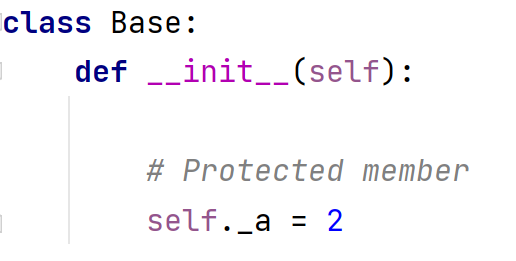 class Base:
    def __init__(self):
        # Protected member
        self._a = 2